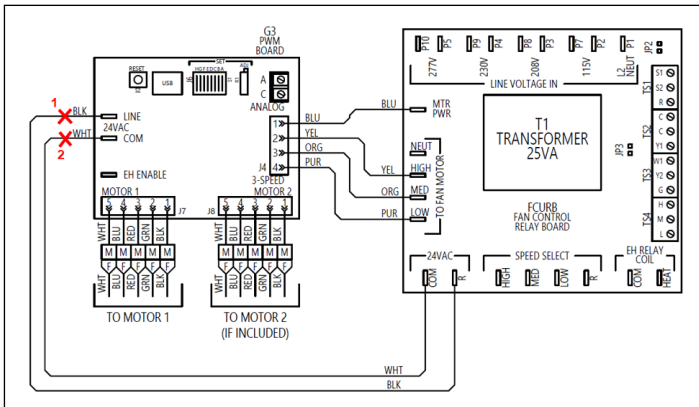 G3
PWM
BOARD
RESET
S2
USB
SET
HGFEDCBA
ADJ
A
C
ANALOG
1
BLK
LINE
24VAC
WHT
COM
2
EH ENABLE
1
2
3
4
J4
3-SPEED
BLU
YEL
ORG
PUR
MOTOR 1
5 4 3 2 1
J7
J8
MOTOR 2
5 4 3 2 1
WHT BLU RED GRN BLK
WHT BLU RED GRN BLK
M M M M M
F F F F F
M M M M M
F F F F F
WHT BLU RED GRN BLK
WHT BLU RED GRN BLK
TO MOTOR 1
TO MOTOR 2
(IF INCLUDED)
P10 P5 P9 P4 P8 P3 P7 P2 P1
277V 230V 208V 115V L2 NEUT
LINE VOLTAGE IN
JP2
BLU
MTR
PWR
NEUT
YEL
HIGH
ORG
MED
PUR
LOW
TO FAN MOTOR
T1
TRANSFORMER
25VA
JP3
FCURB
FAN CONTROL
RELAY BOARD
S1
S2
R
TS1
C
C
Y1
TS2
W1
Y2
G
TS3
H
M
L
TS4
24VAC
COM
R
SPEED SELECT
HIGH
MED
LOW
R
EH RELAY
COIL
COM
HEAT
WHT
BLK